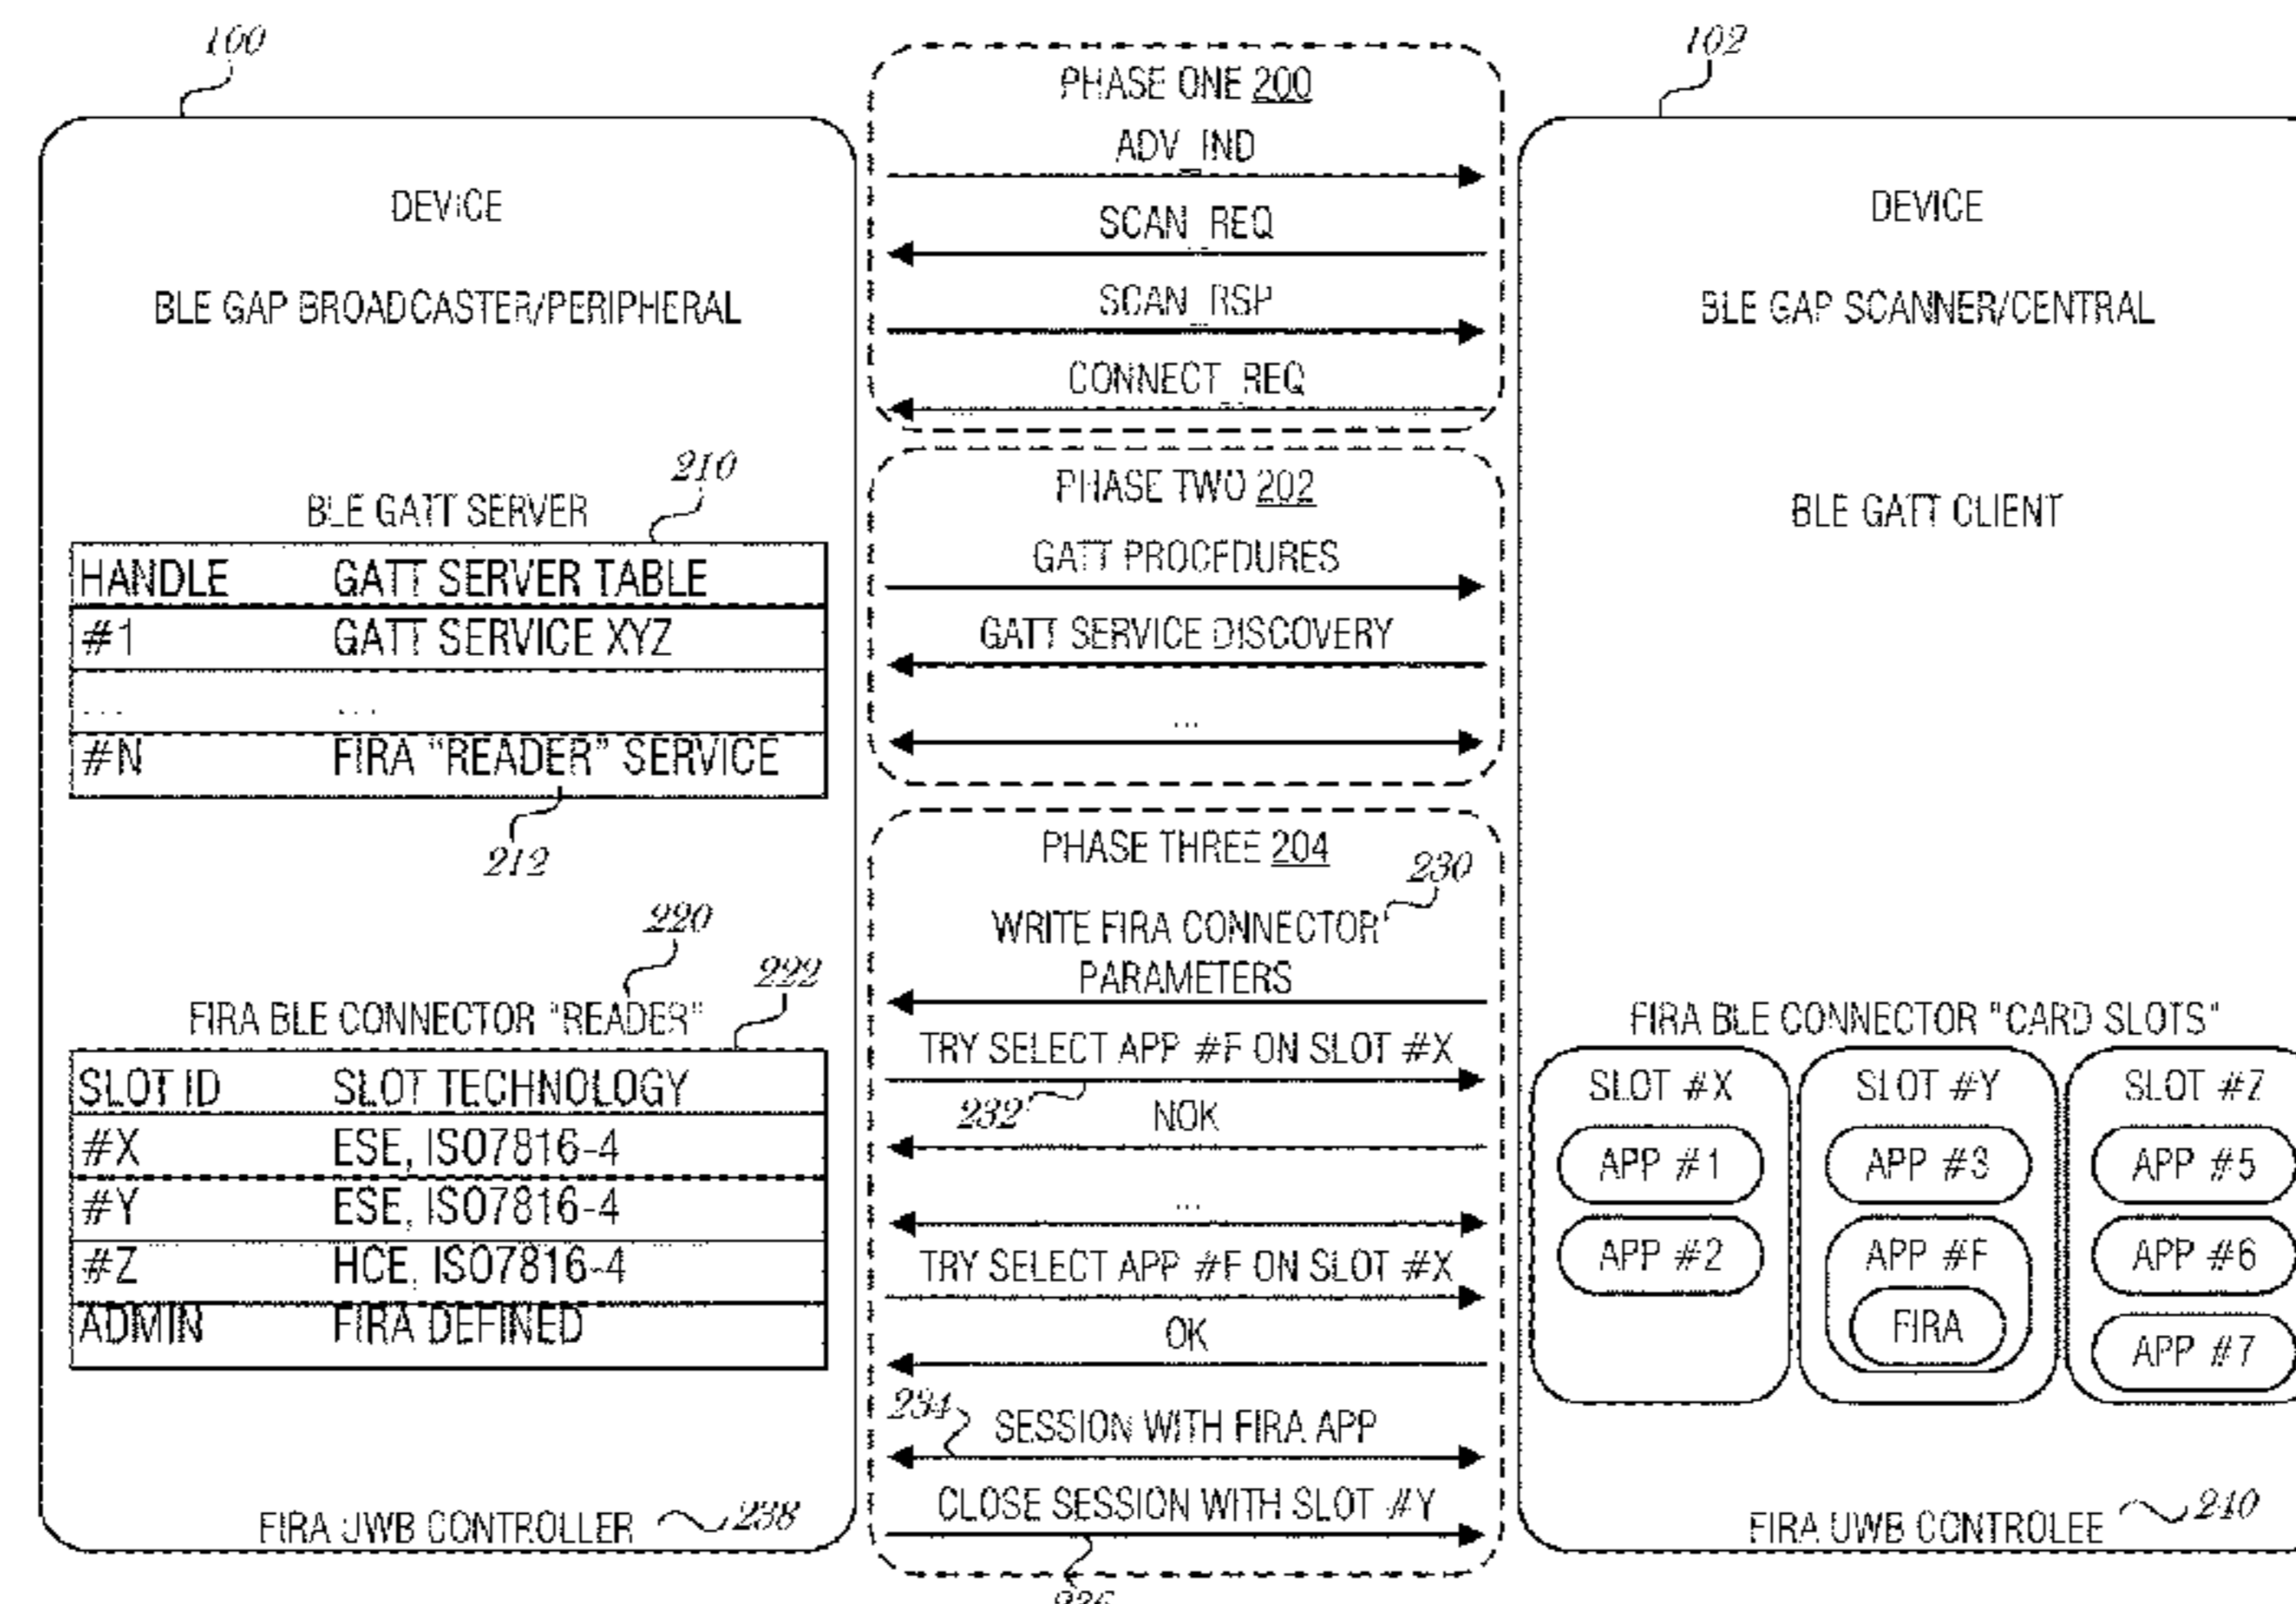 100
DEVICE
BLE GAP BROADCASTER/PERIPHERAL
BLE GATT SERVER
210
HANDLE GATT SERVER TABLE
#1 GATT SERVICE XYZ
... ...
#N FIRA "READER" SERVICE
212
220
222
FIRA BLE CONNECTOR "READER"
SLOT ID SLOT TECHNOLOGY
#X ESE, ISO7816-4
#Y ESE, ISO7816-4
#Z HCE, ISO7816-4
ADMIN FIRA DEFINED
FIRA UWB CONTROLLER 238
PHASE ONE 200
ADV_IND
SCAN_REQ
SCAN_RSP
CONNECT_REQ
PHASE TWO 202
GATT PROCEDURES
GATT SERVICE DISCOVERY
...
PHASE THREE 204
230
WRITE FIRA CONNECTOR
PARAMETERS
TRY SELECT APP #F ON SLOT #X
232
NOK
...
TRY SELECT APP #F ON SLOT #X
OK
234
SESSION WITH FIRA APP
CLOSE SESSION WITH SLOT #Y
102
DEVICE
BLE GAP SCANNER/CENTRAL
BLE GATT CLIENT
FIRA BLE CONNECTOR "CARD SLOTS"
SLOT #X
APP #1
APP #2
SLOT #Y
APP #3
APP #F
FIRA
SLOT #Z
APP #5
APP #6
APP #7
FIRA UWB CONTROLEE 240